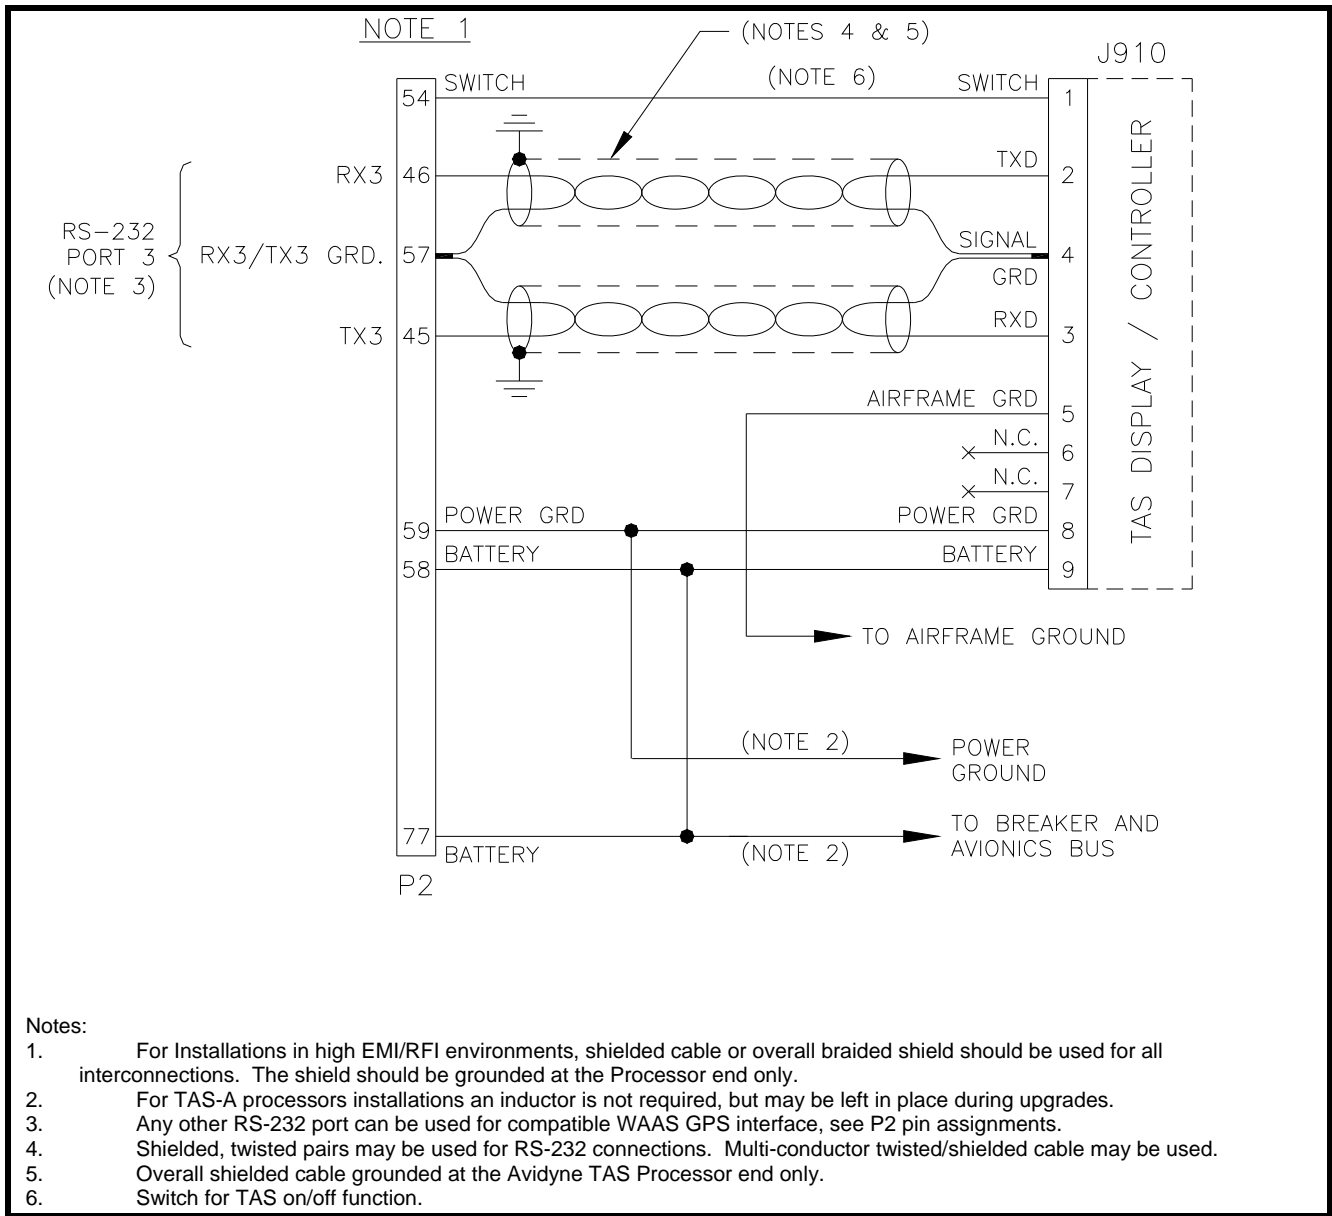 NOTE 1
(NOTES 4 & 5)
(NOTE 6)
J910
54 SWITCH SWITCH 1
RX3 46 TXD 2
RS-232
PORT 3
(NOTE 3)
RX3/TX3 GRD. 57 SIGNAL
GRD 4
TX3 45 RXD 3
AIRFRAME GRD 5
N.C. 6
N.C. 7
59 POWER GRD POWER GRD 8
58 BATTERY BATTERY 9
TAS DISPLAY / CONTROLLER
TO AIRFRAME GROUND
(NOTE 2) POWER
GROUND
77 BATTERY
(NOTE 2) TO BREAKER AND
AVIONICS BUS
P2
Notes:
1. For Installations in high EMI/RFI environments, shielded cable or overall braided shield should be used for all
interconnections. The shield should be grounded at the Processor end only.
2. For TAS-A processors installations an inductor is not required, but may be left in place during upgrades.
3. Any other RS-232 port can be used for compatible WAAS GPS interface, see P2 pin assignments.
4. Shielded, twisted pairs may be used for RS-232 connections. Multi-conductor twisted/shielded cable may be used.
5. Overall shielded cable grounded at the Avidyne TAS Processor end only.
6. Switch for TAS on/off function.